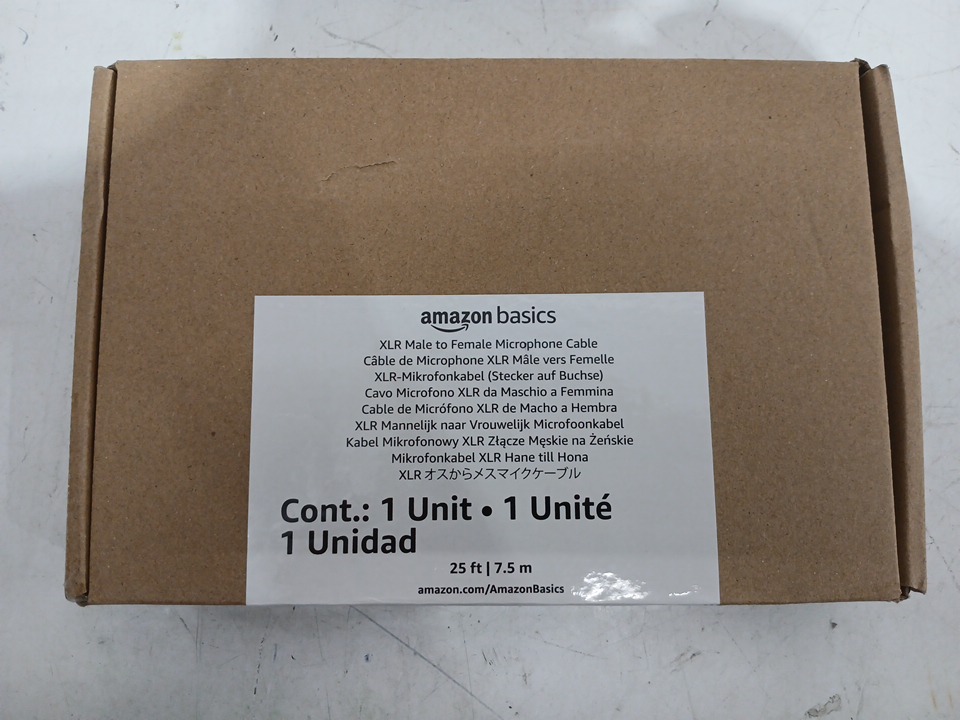 amazon basics
XLR Male to Female Microphone Cable
Câble de Microphone XLR Mâle vers Femelle
XLR-Mikrofonkabel (Stecker auf Buchse)
Cavo Microfono XLR da Maschio a Femmina
Cable de Micrófono XLR de Macho a Hembra
XLR Mannelijk naar Vrouwelijk Microfoonkabel
Kabel Mikrofonowy XLR Złącze Męskie na Żeńskie
Mikrofonkabel XLR Hane till Hona
XLR オスからメスマイクケーブル
Cont.: 1 Unit • 1 Unité
1 Unidad
25 ft | 7.5 m
amazon.com/AmazonBasics